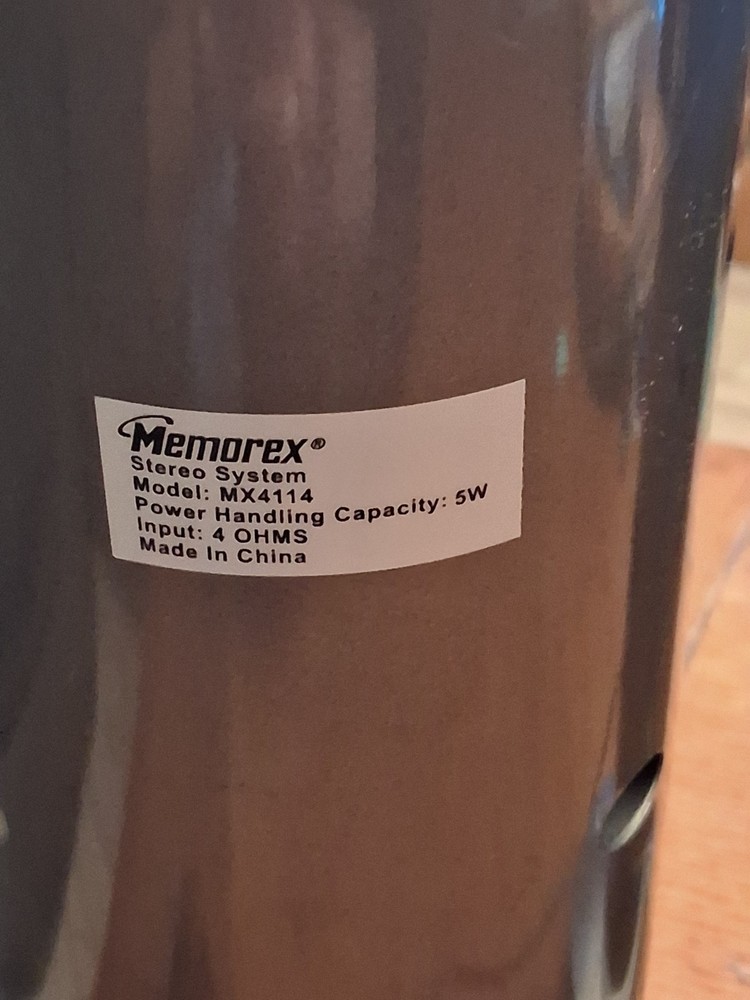 Memorex®
Stereo System
Model: MX4114
Power Handling Capacity: 5W
Input: 4 OHMS
Made In China